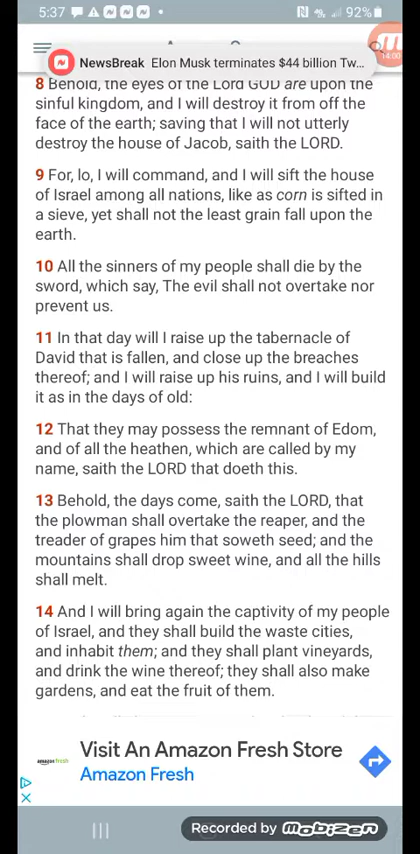 5:37
92%
NewsBreak Elon Musk terminates $44 billion Tw...
14:00
8 Behold, the eyes of the Lord GOD are upon the
sinful kingdom, and I will destroy it from off the
face of the earth; saving that I will not utterly
destroy the house of Jacob, saith the LORD.
9 For, lo, I will command, and I will sift the house
of Israel among all nations, like as corn is sifted in
a sieve, yet shall not the least grain fall upon the
earth.
10 All the sinners of my people shall die by the
sword, which say, The evil shall not overtake nor
prevent us.
11 In that day will I raise up the tabernacle of
David that is fallen, and close up the breaches
thereof; and I will raise up his ruins, and I will build
it as in the days of old:
12 That they may possess the remnant of Edom,
and of all the heathen, which are called by my
name, saith the LORD that doeth this.
13 Behold, the days come, saith the LORD, that
the plowman shall overtake the reaper, and the
treader of grapes him that soweth seed; and the
mountains shall drop sweet wine, and all the hills
shall melt.
14 And I will bring again the captivity of my people
of Israel, and they shall build the waste cities,
and inhabit them; and they shall plant vineyards,
and drink the wine thereof; they shall also make
gardens, and eat the fruit of them.
amazon fresh
Visit An Amazon Fresh Store
Amazon Fresh
Recorded by mobizen